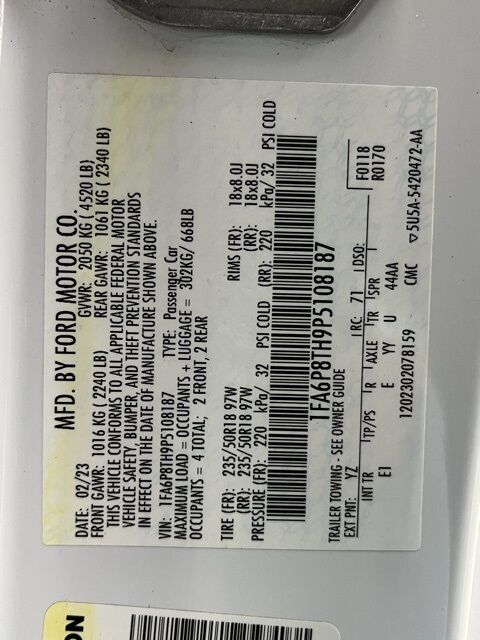 MFD. BY FORD MOTOR CO.
DATE: 02/23 GVWR: 2050 KG ( 4520 LB)
FRONT GAWR: 1016 KG ( 2240 LB) REAR GAWR: 1061 KG ( 2340 LB)
THIS VEHICLE CONFORMS TO ALL APPLICABLE FEDERAL MOTOR
VEHICLE SAFETY, BUMPER, AND THEFT PREVENTION STANDARDS
IN EFFECT ON THE DATE OF MANUFACTURE SHOWN ABOVE.
VIN: 1FA6P8TH9P5108187 TYPE: Passenger Car
MAXIMUM LOAD = OCCUPANTS + LUGGAGE = 302KG/ 668LB
OCCUPANTS = 4 TOTAL; 2 FRONT, 2 REAR
TIRE (FR): 235/50R18 97W RIMS (FR): 18x8.0J
(RR): 235/50R18 97W (RR): 18x8.0J
PRESSURE (FR): 220 kPa/ 32 PSI COLD (RR): 220 kPa/ 32 PSI COLD
1FA6P8TH9P5108187
TRAILER TOWING - SEE OWNER GUIDE
EXT PNT: YZ RC: 71 DSO: F0118
R0170
INT TR TP/PS R AXLE TR SPR
EI E YY U 44AA
1202302078159 CMC ▽5U5A-5420472-AA
ON